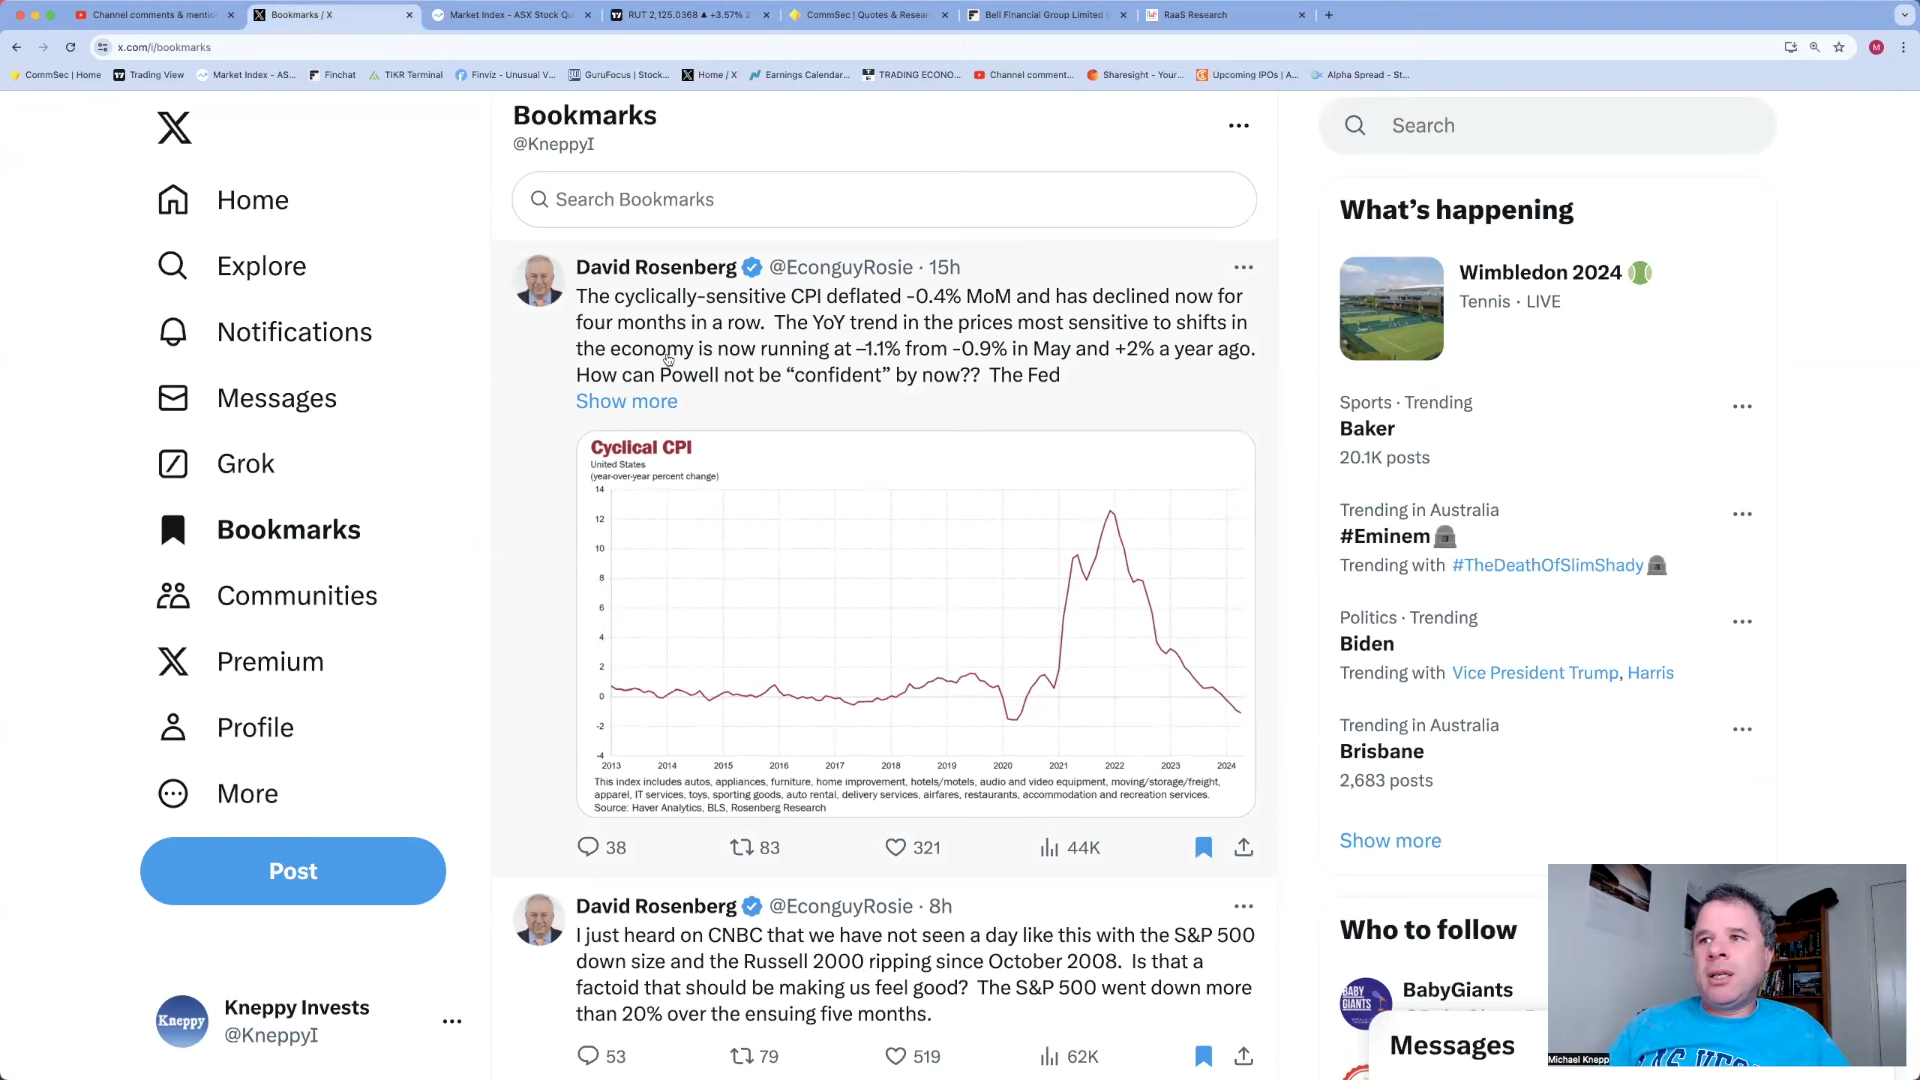 Channel comments & mentio
Bookmarks / X
Market Index - ASX Stock Qu
RUT 2,125.0368 ▲ +3.57% 2
CommSec | Quotes & Resear
Bell Financial Group Limited |
RaaS Research
x.com/i/bookmarks
CommSec | Home
Trading View
Market Index - AS...
Finchat
TIKR Terminal
Finviz - Unusual V...
GuruFocus | Stock...
Home / X
Earnings Calendar...
TRADING ECONO...
Channel comment...
Sharesight - Your...
Upcoming IPOs | A...
Alpha Spread - St...
Home
Explore
Notifications
Messages
Grok
Bookmarks
Communities
Premium
Profile
More
Post
Kneppy
Kneppy Invests
@KneppyI
Bookmarks
@KneppyI
Search Bookmarks
David Rosenberg @EconguyRosie · 15h
The cyclically-sensitive CPI deflated -0.4% MoM and has declined now for
four months in a row. The YoY trend in the prices most sensitive to shifts in
the economy is now running at –1.1% from -0.9% in May and +2% a year ago.
How can Powell not be “confident” by now?? The Fed
Show more
Cyclical CPI
United States
(year-over-year percent change)
14
12
10
8
6
4
2
0
-2
-4
2013 2014 2015 2016 2017 2018 2019 2020 2021 2022 2023 2024
This index includes autos, appliances, furniture, home improvement, hotels/motels, audio and video equipment, moving/storage/freight,
apparel, IT services, toys, sporting goods, auto rental, delivery services, airfares, restaurants, accommodation and recreation services.
Source: Haver Analytics, BLS, Rosenberg Research
38 83 321 44K
David Rosenberg @EconguyRosie · 8h
I just heard on CNBC that we have not seen a day like this with the S&P 500
down size and the Russell 2000 ripping since October 2008. Is that a
factoid that should be making us feel good? The S&P 500 went down more
than 20% over the ensuing five months.
53 79 519 62K
Search
What’s happening
Wimbledon 2024
Tennis · LIVE
Sports · Trending
Baker
20.1K posts
Trending in Australia
#Eminem
Trending with #TheDeathOfSlimShady
Politics · Trending
Biden
Trending with Vice President Trump, Harris
Trending in Australia
Brisbane
2,683 posts
Show more
Who to follow
BABY
GIANTS
BabyGiants
Messages
Michael Knepp
LAS VEGAS